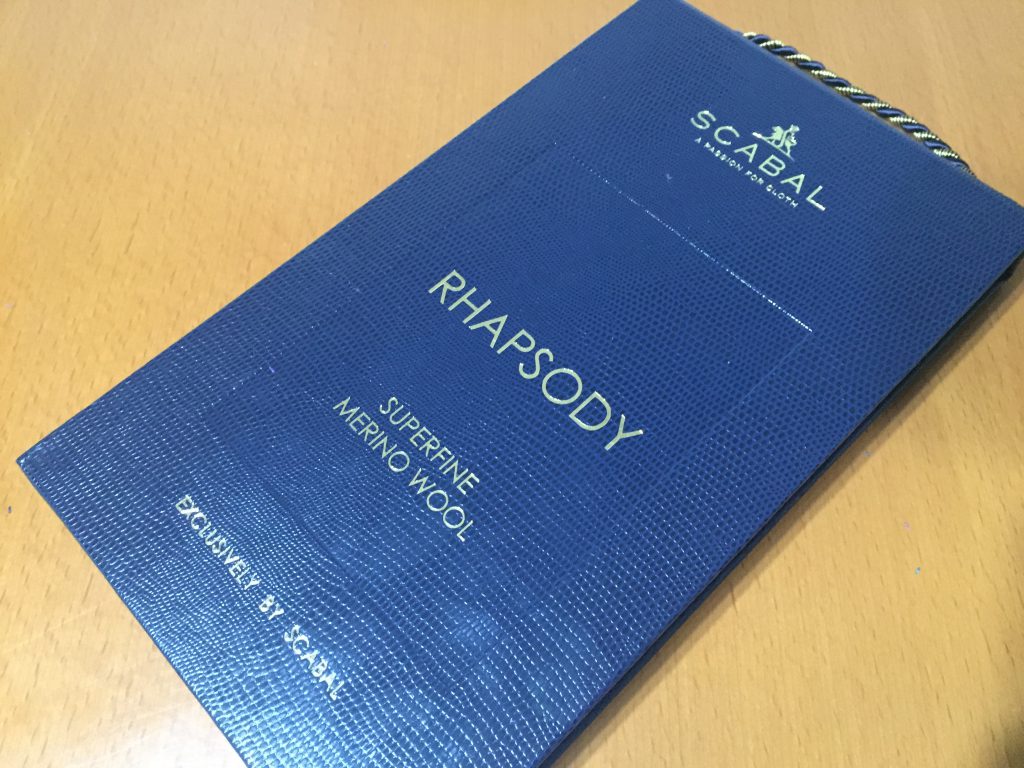 SCABAL
A PASSION FOR CLOTH
RHAPSODY
SUPERFINE
MERINO WOOL
EXCLUSIVELY BY SCABAL